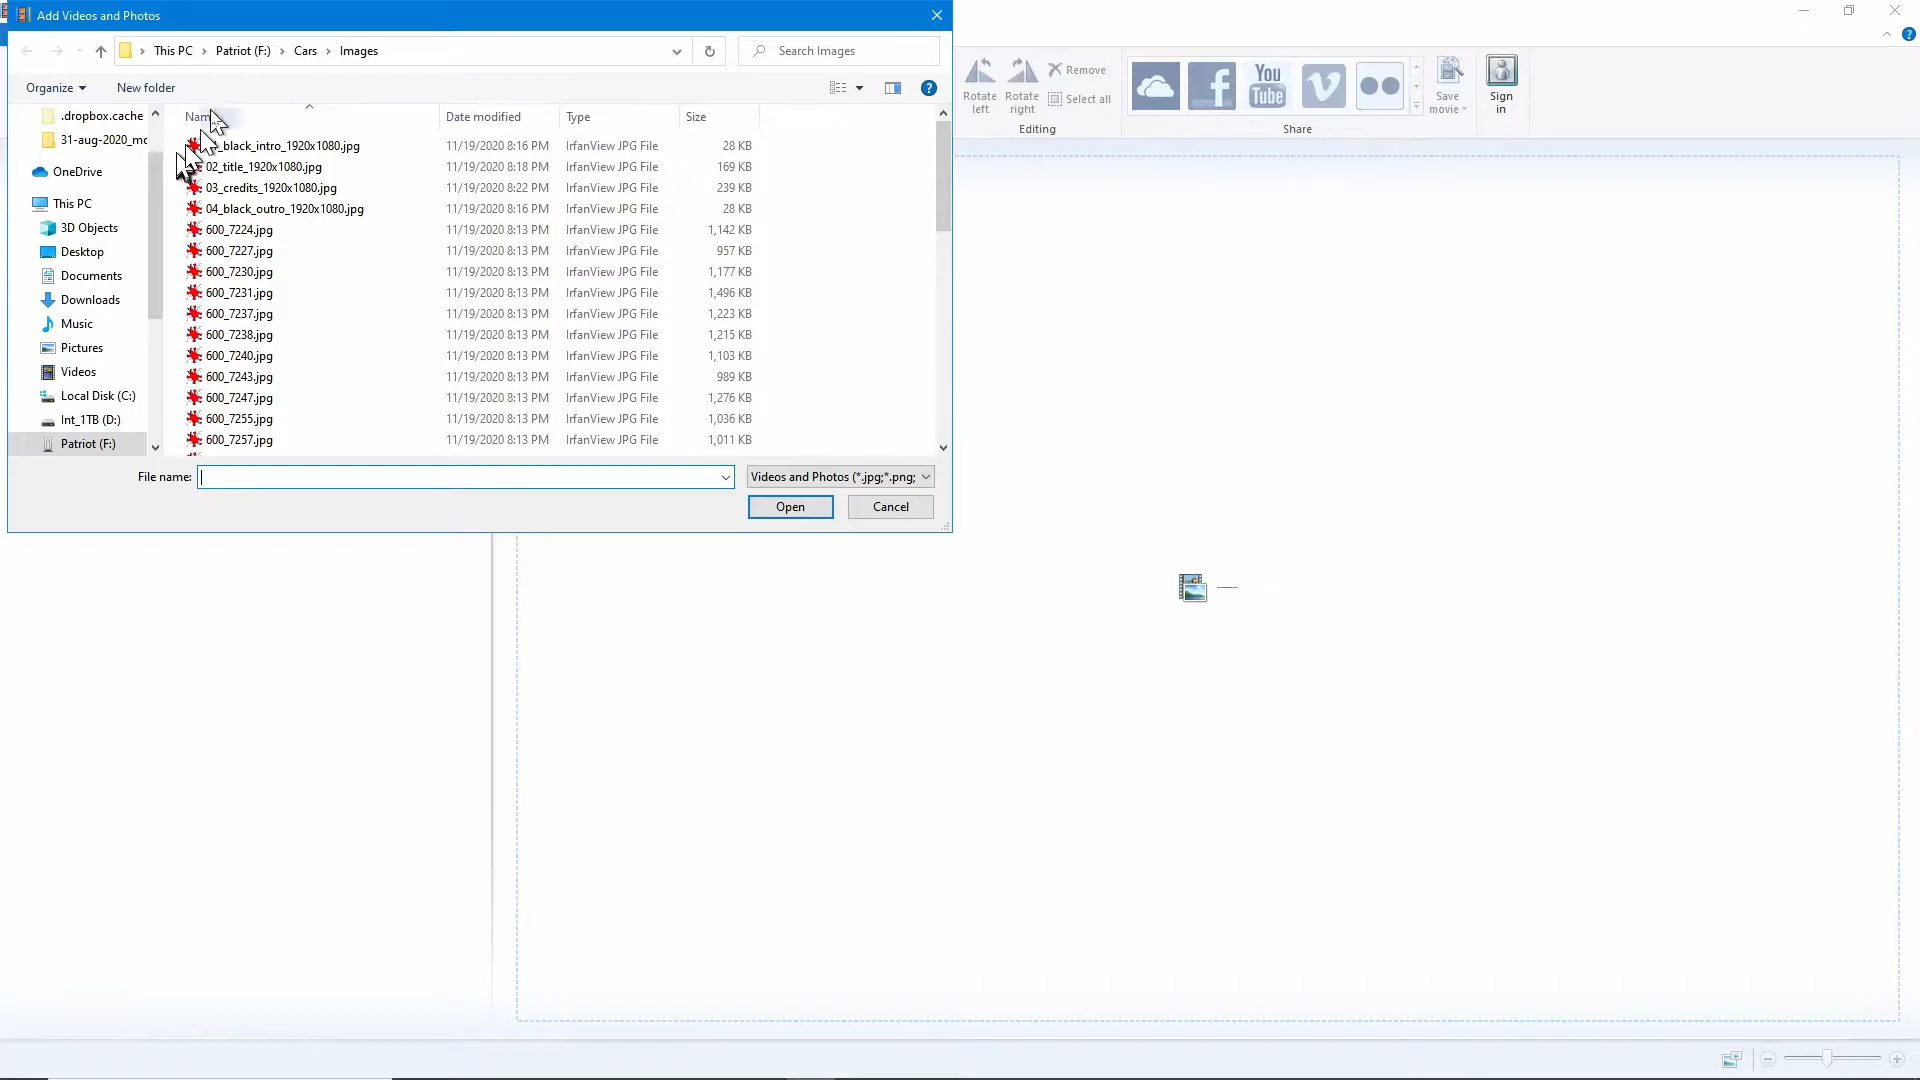 Add Videos and Photos
This PC > Patriot (F:) > Cars > Images
Search Images
Organize
New folder
Rotate left
Rotate right
Remove
Select all
Editing
You Tube
Share
Save movie
Sign in
.dropbox.cache
31-aug-2020_mc
OneDrive
This PC
3D Objects
Desktop
Documents
Downloads
Music
Pictures
Videos
Local Disk (C:)
Int_1TB (D:)
Patriot (F:)
Name Date modified Type Size
_black_intro_1920x1080.jpg 11/19/2020 8:16 PM IrfanView JPG File 28 KB
02_title_1920x1080.jpg 11/19/2020 8:18 PM IrfanView JPG File 169 KB
03_credits_1920x1080.jpg 11/19/2020 8:22 PM IrfanView JPG File 239 KB
04_black_outro_1920x1080.jpg 11/19/2020 8:16 PM IrfanView JPG File 28 KB
600_7224.jpg 11/19/2020 8:13 PM IrfanView JPG File 1,142 KB
600_7227.jpg 11/19/2020 8:13 PM IrfanView JPG File 957 KB
600_7230.jpg 11/19/2020 8:13 PM IrfanView JPG File 1,177 KB
600_7231.jpg 11/19/2020 8:13 PM IrfanView JPG File 1,496 KB
600_7237.jpg 11/19/2020 8:13 PM IrfanView JPG File 1,223 KB
600_7238.jpg 11/19/2020 8:13 PM IrfanView JPG File 1,215 KB
600_7240.jpg 11/19/2020 8:13 PM IrfanView JPG File 1,103 KB
600_7243.jpg 11/19/2020 8:13 PM IrfanView JPG File 989 KB
600_7247.jpg 11/19/2020 8:13 PM IrfanView JPG File 1,276 KB
600_7255.jpg 11/19/2020 8:13 PM IrfanView JPG File 1,036 KB
600_7257.jpg 11/19/2020 8:13 PM IrfanView JPG File 1,011 KB
File name:
Videos and Photos (*.jpg;*.png;
Open
Cancel